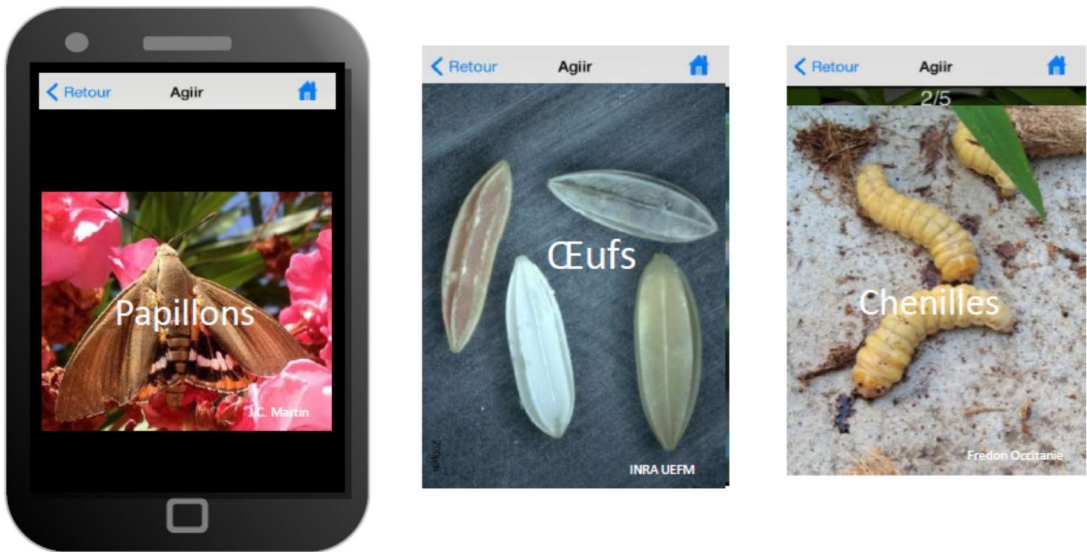 Retour Agiir
Papillons
J.C. Martin
Retour Agiir
Œufs
INRA UEFM
Retour Agiir
2/5
Chenilles
Fredon Occitanie